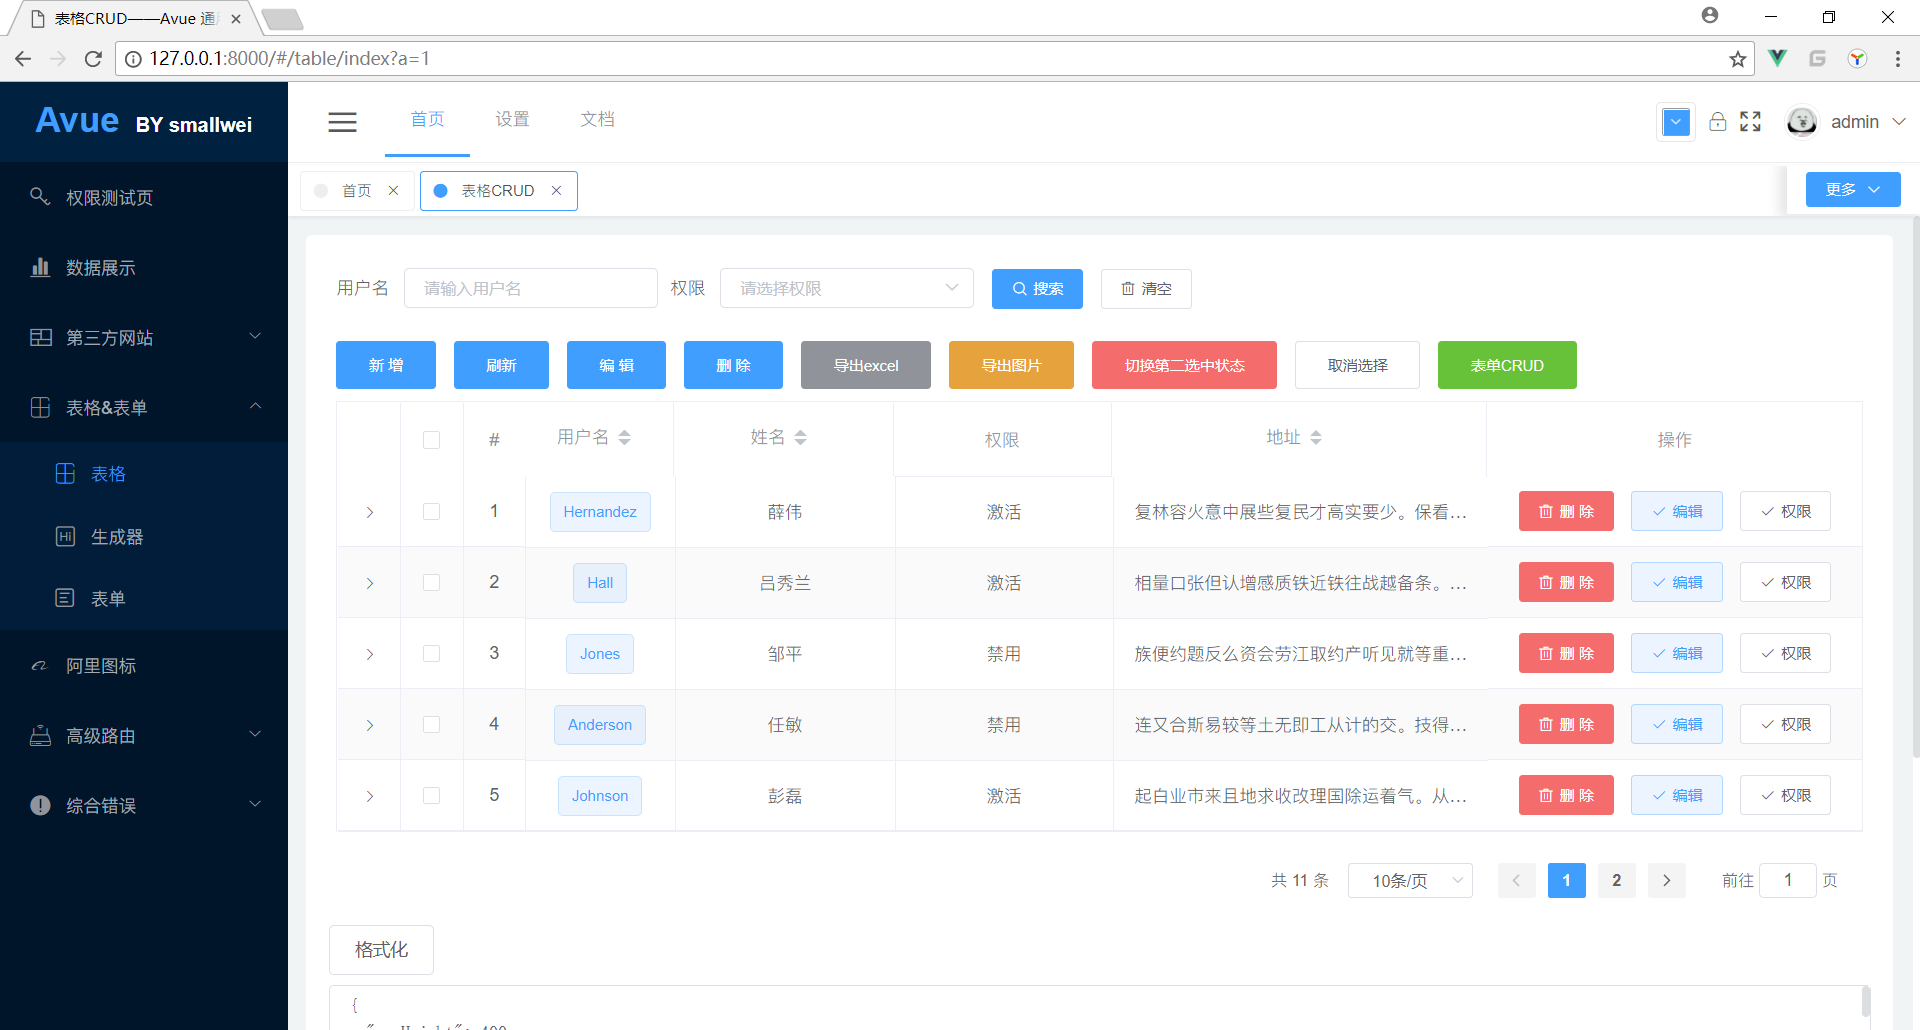 表格CRUD——Avue 通
127.0.0.1:8000/#/table/index?a=1
Avue BY smallwei
首页 设置 文档
admin
首页 表格CRUD 更多
权限测试页
数据展示
第三方网站
表格&表单
表格
生成器
表单
阿里图标
高级路由
综合错误
用户名 请输入用户名 权限 请选择权限 搜索 清空
新 增 刷新 编 辑 删 除 导出excel 导出图片 切换第二选中状态 取消选择 表单CRUD
# 用户名 姓名 权限 地址 操作
1 Hernandez 薛伟 激活 复林容火意中展些复民才高实要少。保看... 删 除 编辑 权限
2 Hall 吕秀兰 激活 相量口张但认增感质铁近铁往战越备条。... 删 除 编辑 权限
3 Jones 邹平 禁用 族便约题反么资会劳江取约产听见就等重... 删 除 编辑 权限
4 Anderson 任敏 禁用 连又合斯易较等土无即工从计的交。技得... 删 除 编辑 权限
5 Johnson 彭磊 激活 起白业市来且地求收改理国际运着气。从... 删 除 编辑 权限
共 11 条 10条/页 1 2 前往 1 页
格式化
{